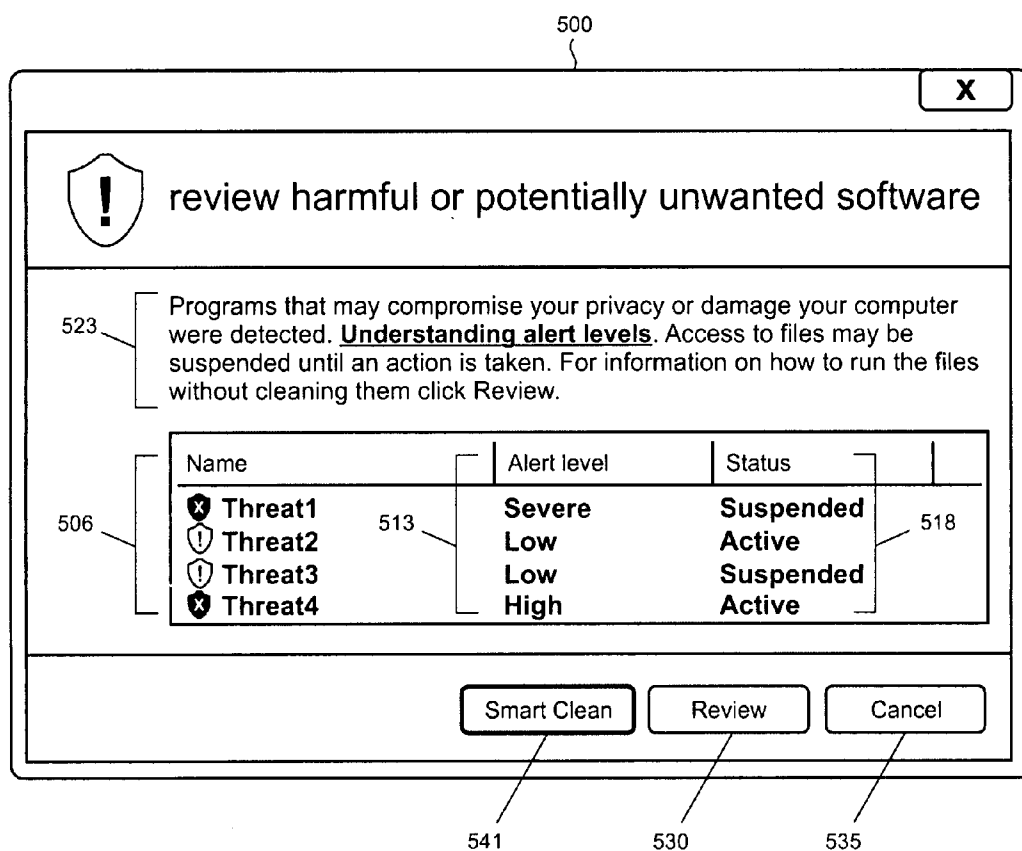 500
X
! review harmful or potentially unwanted software
523
Programs that may compromise your privacy or damage your computer
were detected. Understanding alert levels. Access to files may be
suspended until an action is taken. For information on how to run the files
without cleaning them click Review.
Name Alert level Status
506 513 518
X Threat1 Severe Suspended
! Threat2 Low Active
! Threat3 Low Suspended
X Threat4 High Active
Smart Clean Review Cancel
541 530 535